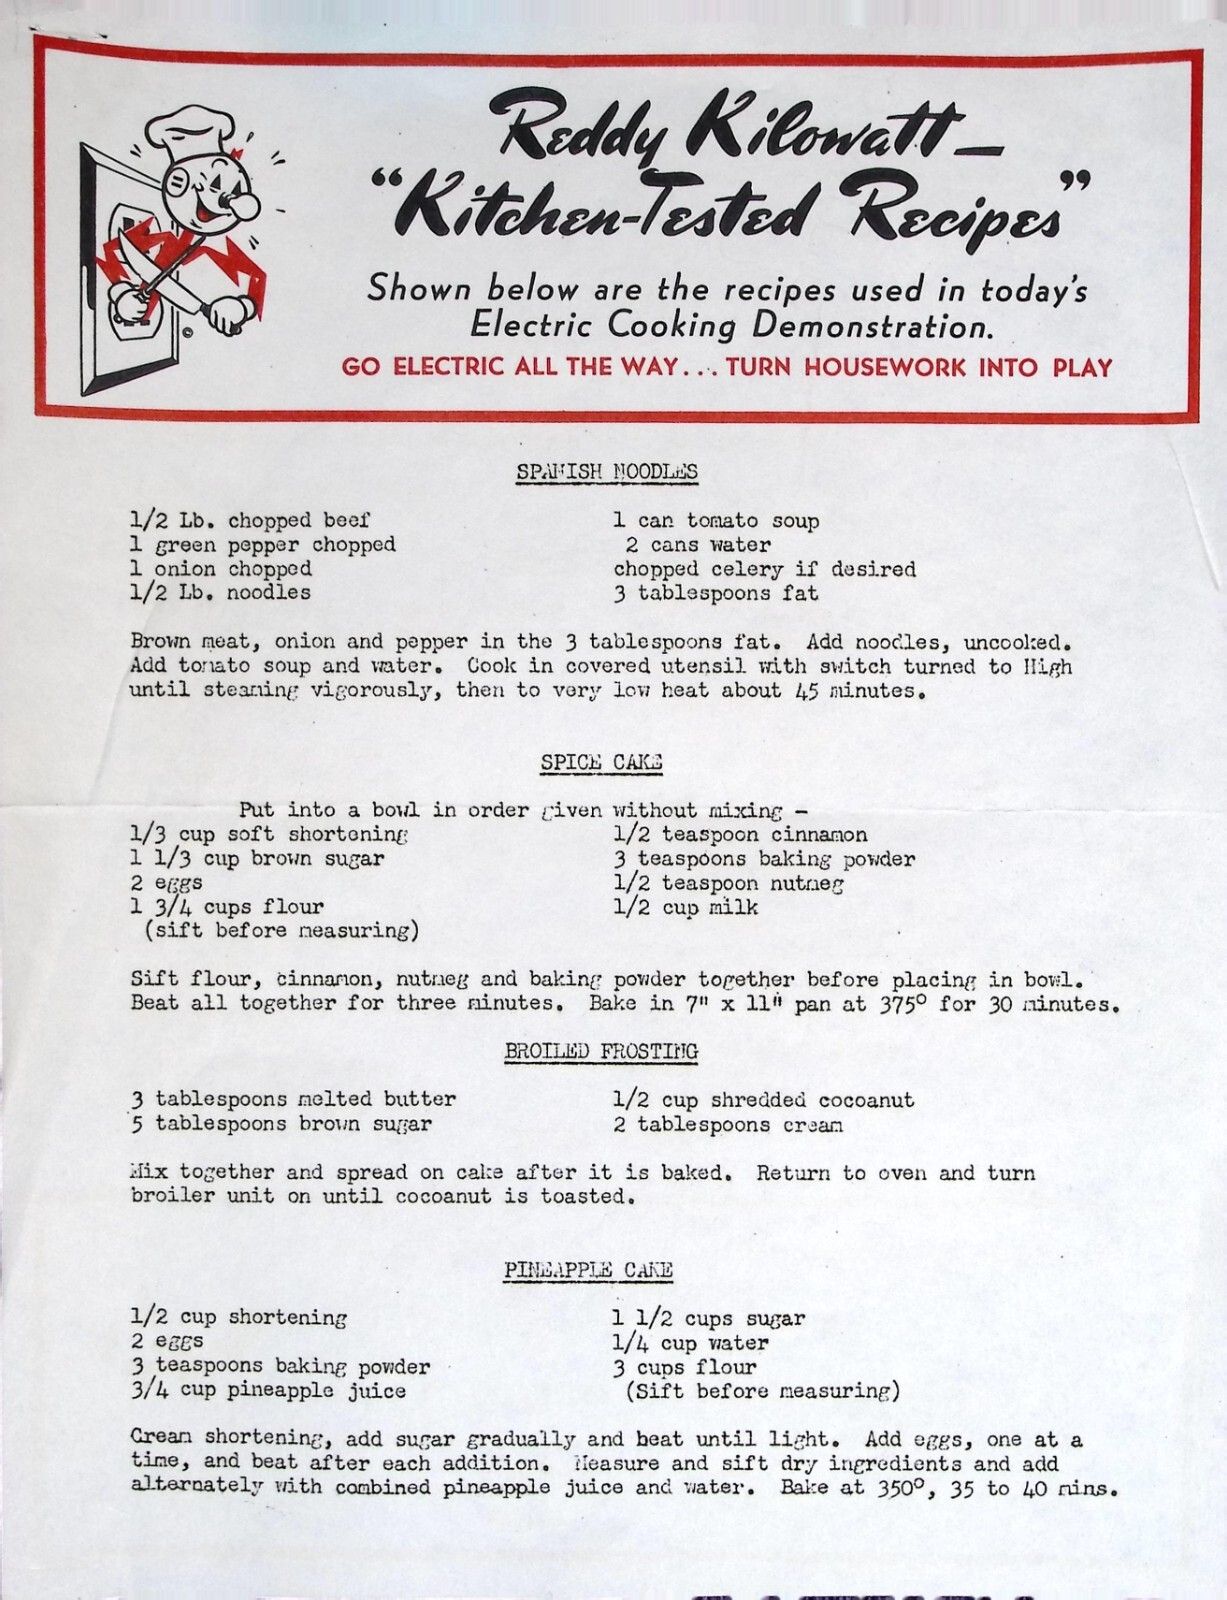 Reddy Kilowatt —
"Kitchen-Tested Recipes"
Shown below are the recipes used in today's
Electric Cooking Demonstration.
GO ELECTRIC ALL THE WAY... TURN HOUSEWORK INTO PLAY
©
SPANISH NOODLES
1/2 Lb. chopped beef 1 can tomato soup
1 green pepper chopped 2 cans water
1 onion chopped chopped celery if desired
1/2 Lb. noodles 3 tablespoons fat
Brown meat, onion and pepper in the 3 tablespoons fat. Add noodles, uncooked.
Add tomato soup and water. Cook in covered utensil with switch turned to High
until steaming vigorously, then to very low heat about 45 minutes.
SPICE CAKE
Put into a bowl in order given without mixing -
1/3 cup soft shortening 1/2 teaspoon cinnamon
1 1/3 cup brown sugar 3 teaspoons baking powder
2 eggs 1/2 teaspoon nutmeg
1 3/4 cups flour 1/2 cup milk
(sift before measuring)
Sift flour, cinnamon, nutmeg and baking powder together before placing in bowl.
Beat all together for three minutes. Bake in 7" x 11" pan at 375° for 30 minutes.
BROILED FROSTING
3 tablespoons melted butter 1/2 cup shredded cocoanut
5 tablespoons brown sugar 2 tablespoons cream
Mix together and spread on cake after it is baked. Return to oven and turn
broiler unit on until cocoanut is toasted.
PINEAPPLE CAKE
1/2 cup shortening 1 1/2 cups sugar
2 eggs 1/4 cup water
3 teaspoons baking powder 3 cups flour
3/4 cup pineapple juice (Sift before measuring)
Cream shortening, add sugar gradually and beat until light. Add eggs, one at a
time, and beat after each addition. Measure and sift dry ingredients and add
alternately with combined pineapple juice and water. Bake at 350°, 35 to 40 mins.